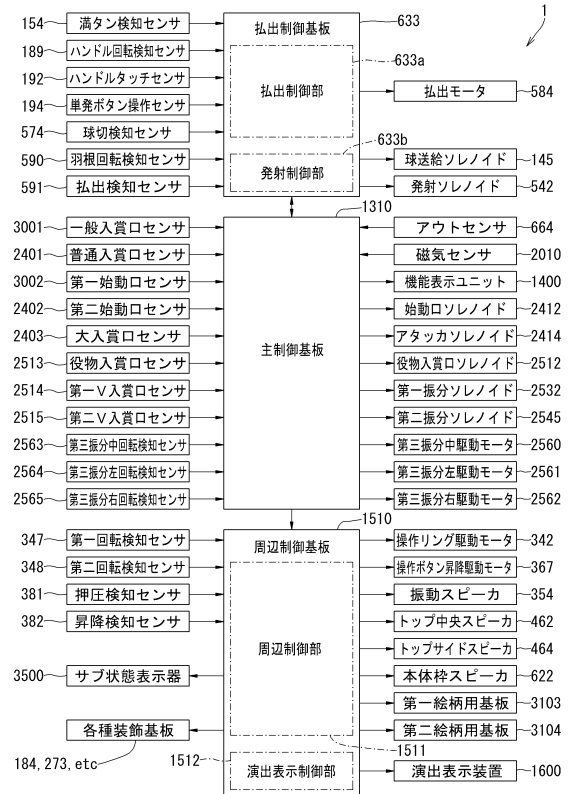 1
154 満タン検知センサ
189 ハンドル回転検知センサ
192 ハンドルタッチセンサ
194 単発ボタン操作センサ
574 球切検知センサ
590 羽根回転検知センサ
591 払出検知センサ
払出制御基板 633
633a
払出制御部
633b
発射制御部
払出モータ 584
球送給ソレノイド 145
発射ソレノイド 542
1310
主制御基板
3001 一般入賞口センサ
2401 普通入賞口センサ
3002 第一始動口センサ
2402 第二始動口センサ
2403 大入賞口センサ
2513 役物入賞口センサ
2514 第一V入賞口センサ
2515 第二V入賞口センサ
2563 第三振分中回転検知センサ
2564 第三振分左回転検知センサ
2565 第三振分右回転検知センサ
アウトセンサ 664
磁気センサ 2010
機能表示ユニット 1400
始動口ソレノイド 2412
アタッカソレノイド 2414
役物入賞口ソレノイド 2512
第一振分ソレノイド 2532
第二振分ソレノイド 2545
第三振分中駆動モータ 2560
第三振分左駆動モータ 2561
第三振分右駆動モータ 2562
1510
周辺制御基板
周辺制御部
1511
1512
演出表示制御部
347 第一回転検知センサ
348 第二回転検知センサ
381 押圧検知センサ
382 昇降検知センサ
3500 サブ状態表示器
各種装飾基板
184, 273, etc
操作リング駆動モータ 342
操作ボタン昇降駆動モータ 367
振動スピーカ 354
トップ中央スピーカ 462
トップサイドスピーカ 464
本体枠スピーカ 622
第一絵柄用基板 3103
第二絵柄用基板 3104
演出表示装置 1600